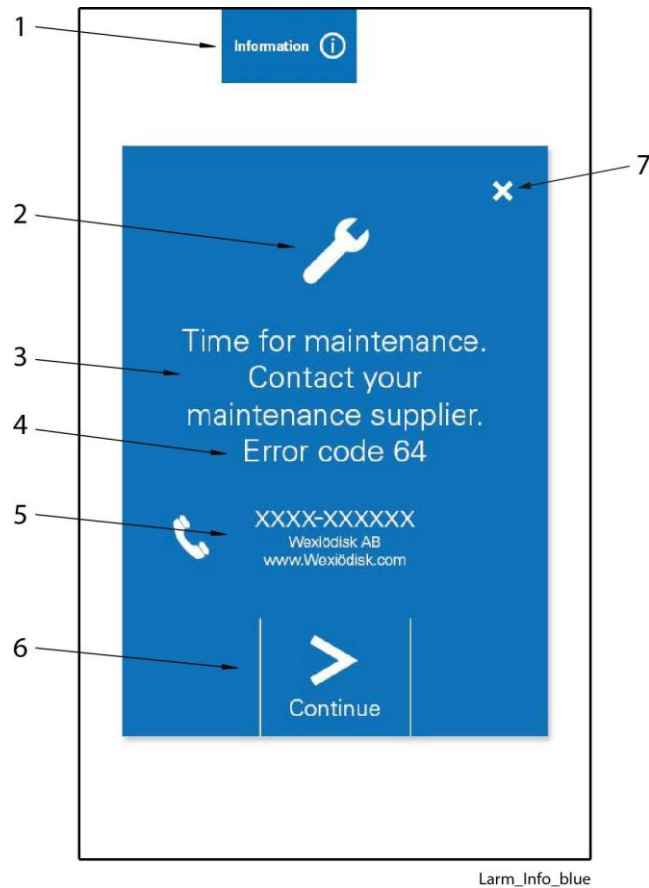 1
Information
7
2
Time for maintenance.
3
Contact your
maintenance supplier.
4
Error code 64
5
XXXX-XXXXXX
Wexiödisk AB
www.Wexiödisk.com
6
Continue
Larm_Info_blue